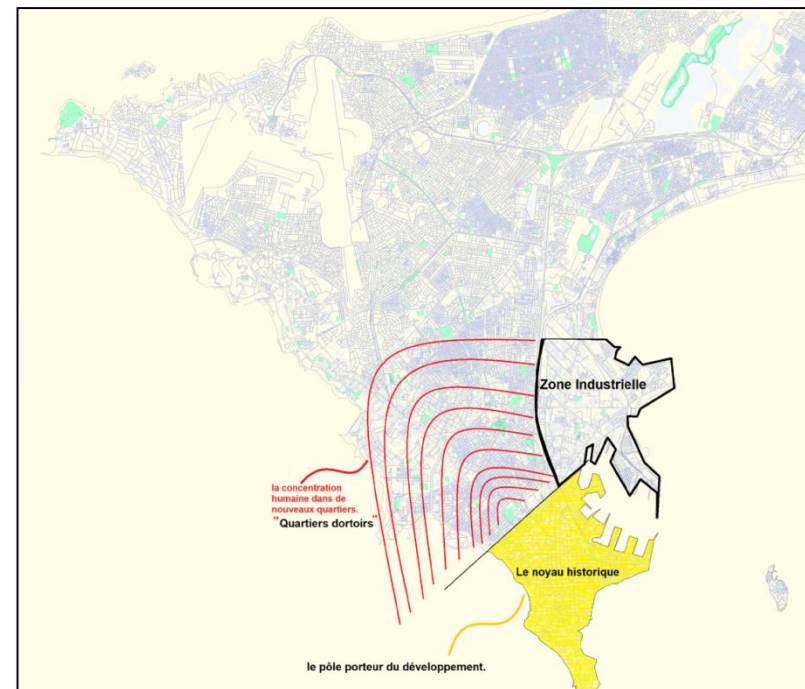 Zone Industrielle
la concentration
humaine dans de
nouveaux quartiers.
"Quartiers dortoirs"
Le noyau historique
le pôle porteur du développement.